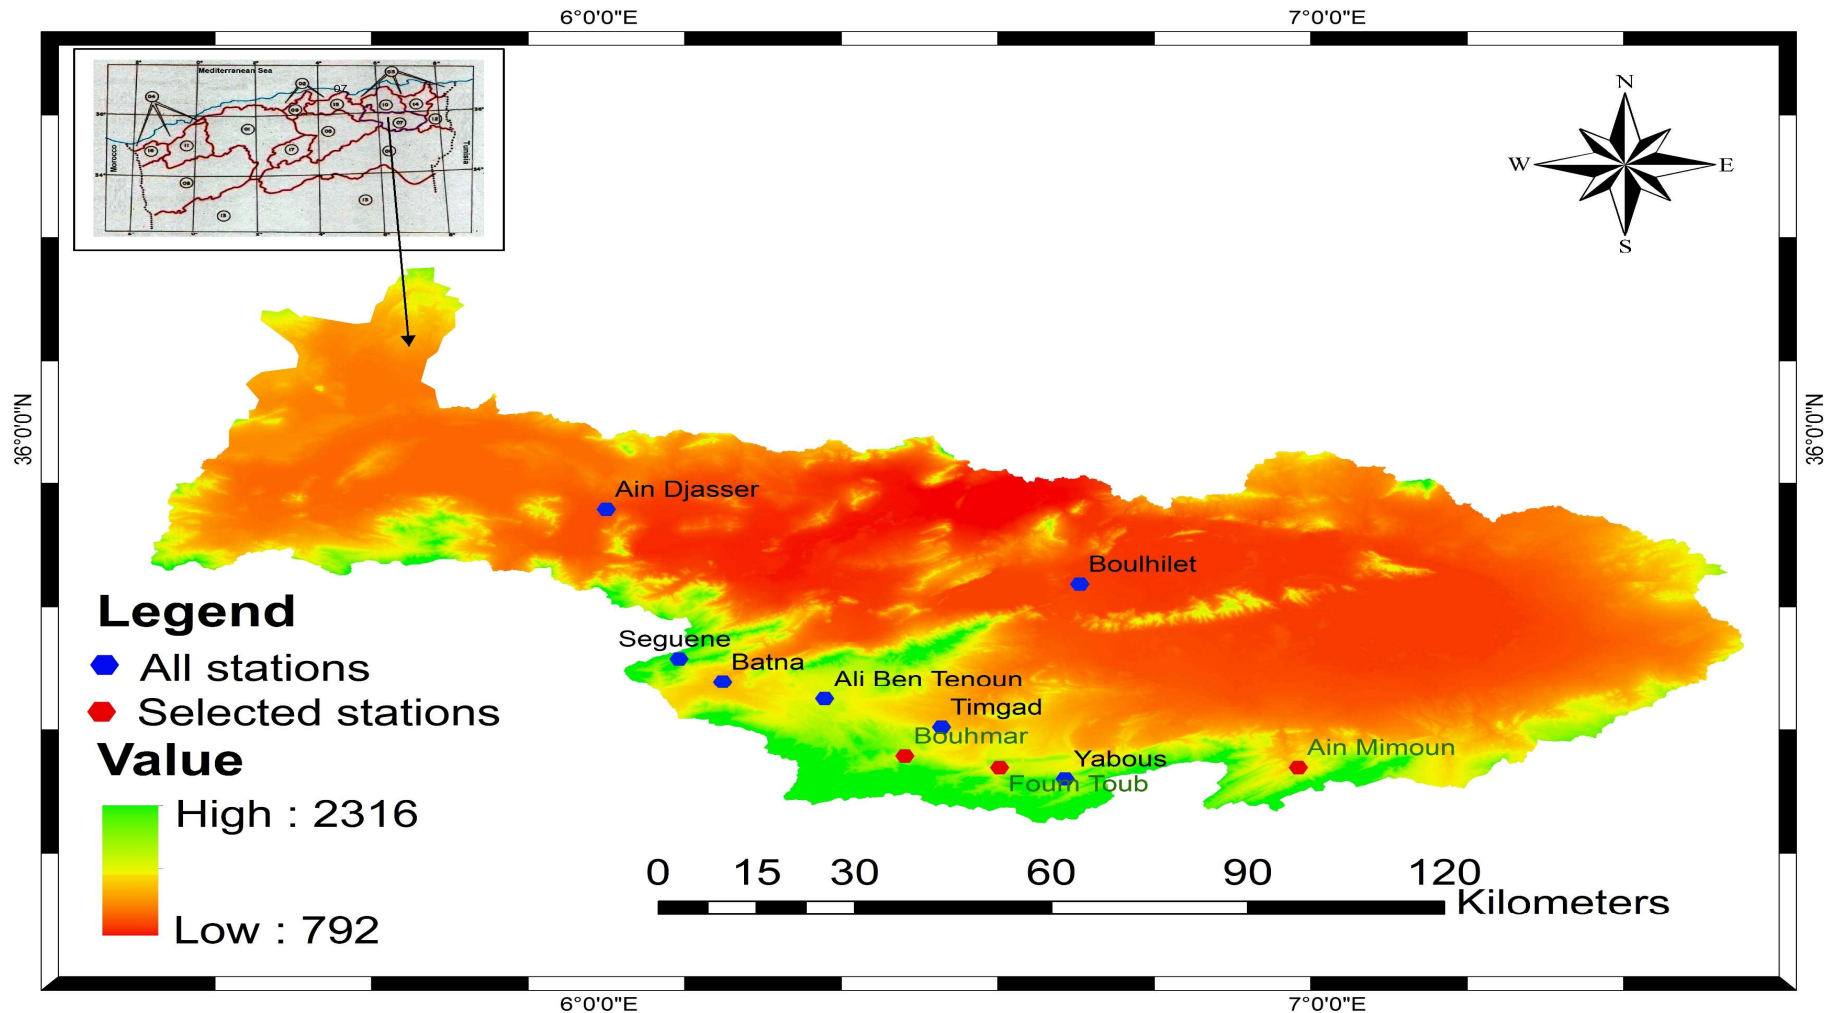 6°0'0"E
7°0'0"E
Mediterranean Sea
07
Morocco
Tunisia
N
W
E
S
36°0'0"N
36°0'0"N
Ain Djasser
Boulhilet
Seguene
Batna
Ali Ben Tenoun
Timgad
Bouhmar
Yabous
Foum Toub
Ain Mimoun
Legend
All stations
Selected stations
Value
High : 2316
Low : 792
0 15 30 60 90 120
Kilometers
6°0'0"E
7°0'0"E